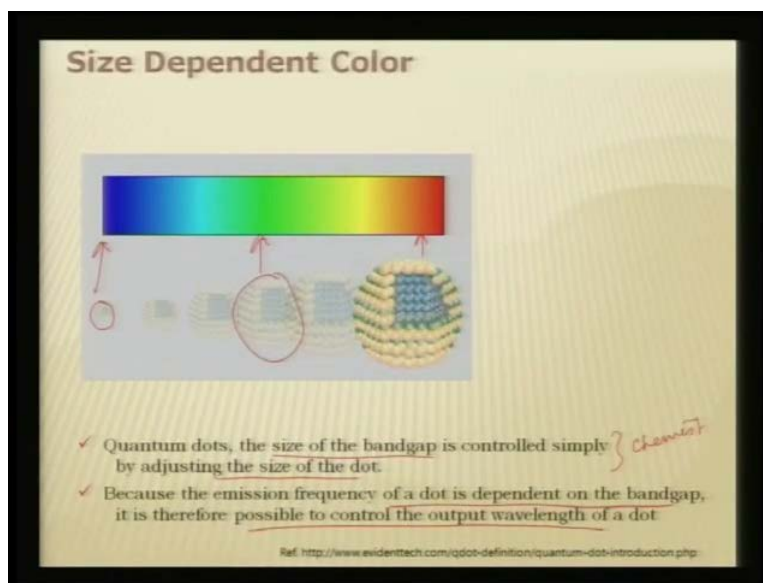 Size Dependent Color
✓ Quantum dots, the size of the bandgap is controlled simply
by adjusting the size of the dot.
chemist
✓ Because the emission frequency of a dot is dependent on the bandgap,
it is therefore possible to control the output wavelength of a dot
Ref. http://www.evidenttech.com/qdot-definition/quantum-dot-introduction.php